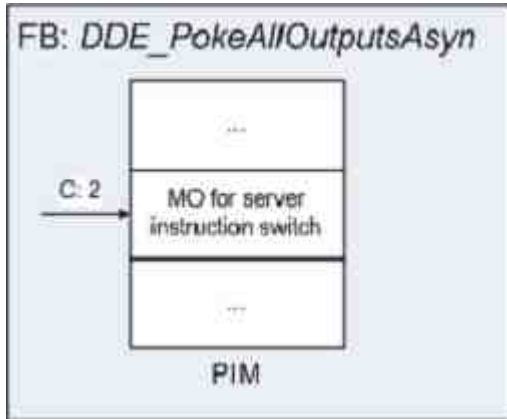 FB: DDE_PokeAllOutputsAsyn
...
C: 2
MO for server
instruction switch
...
PIM